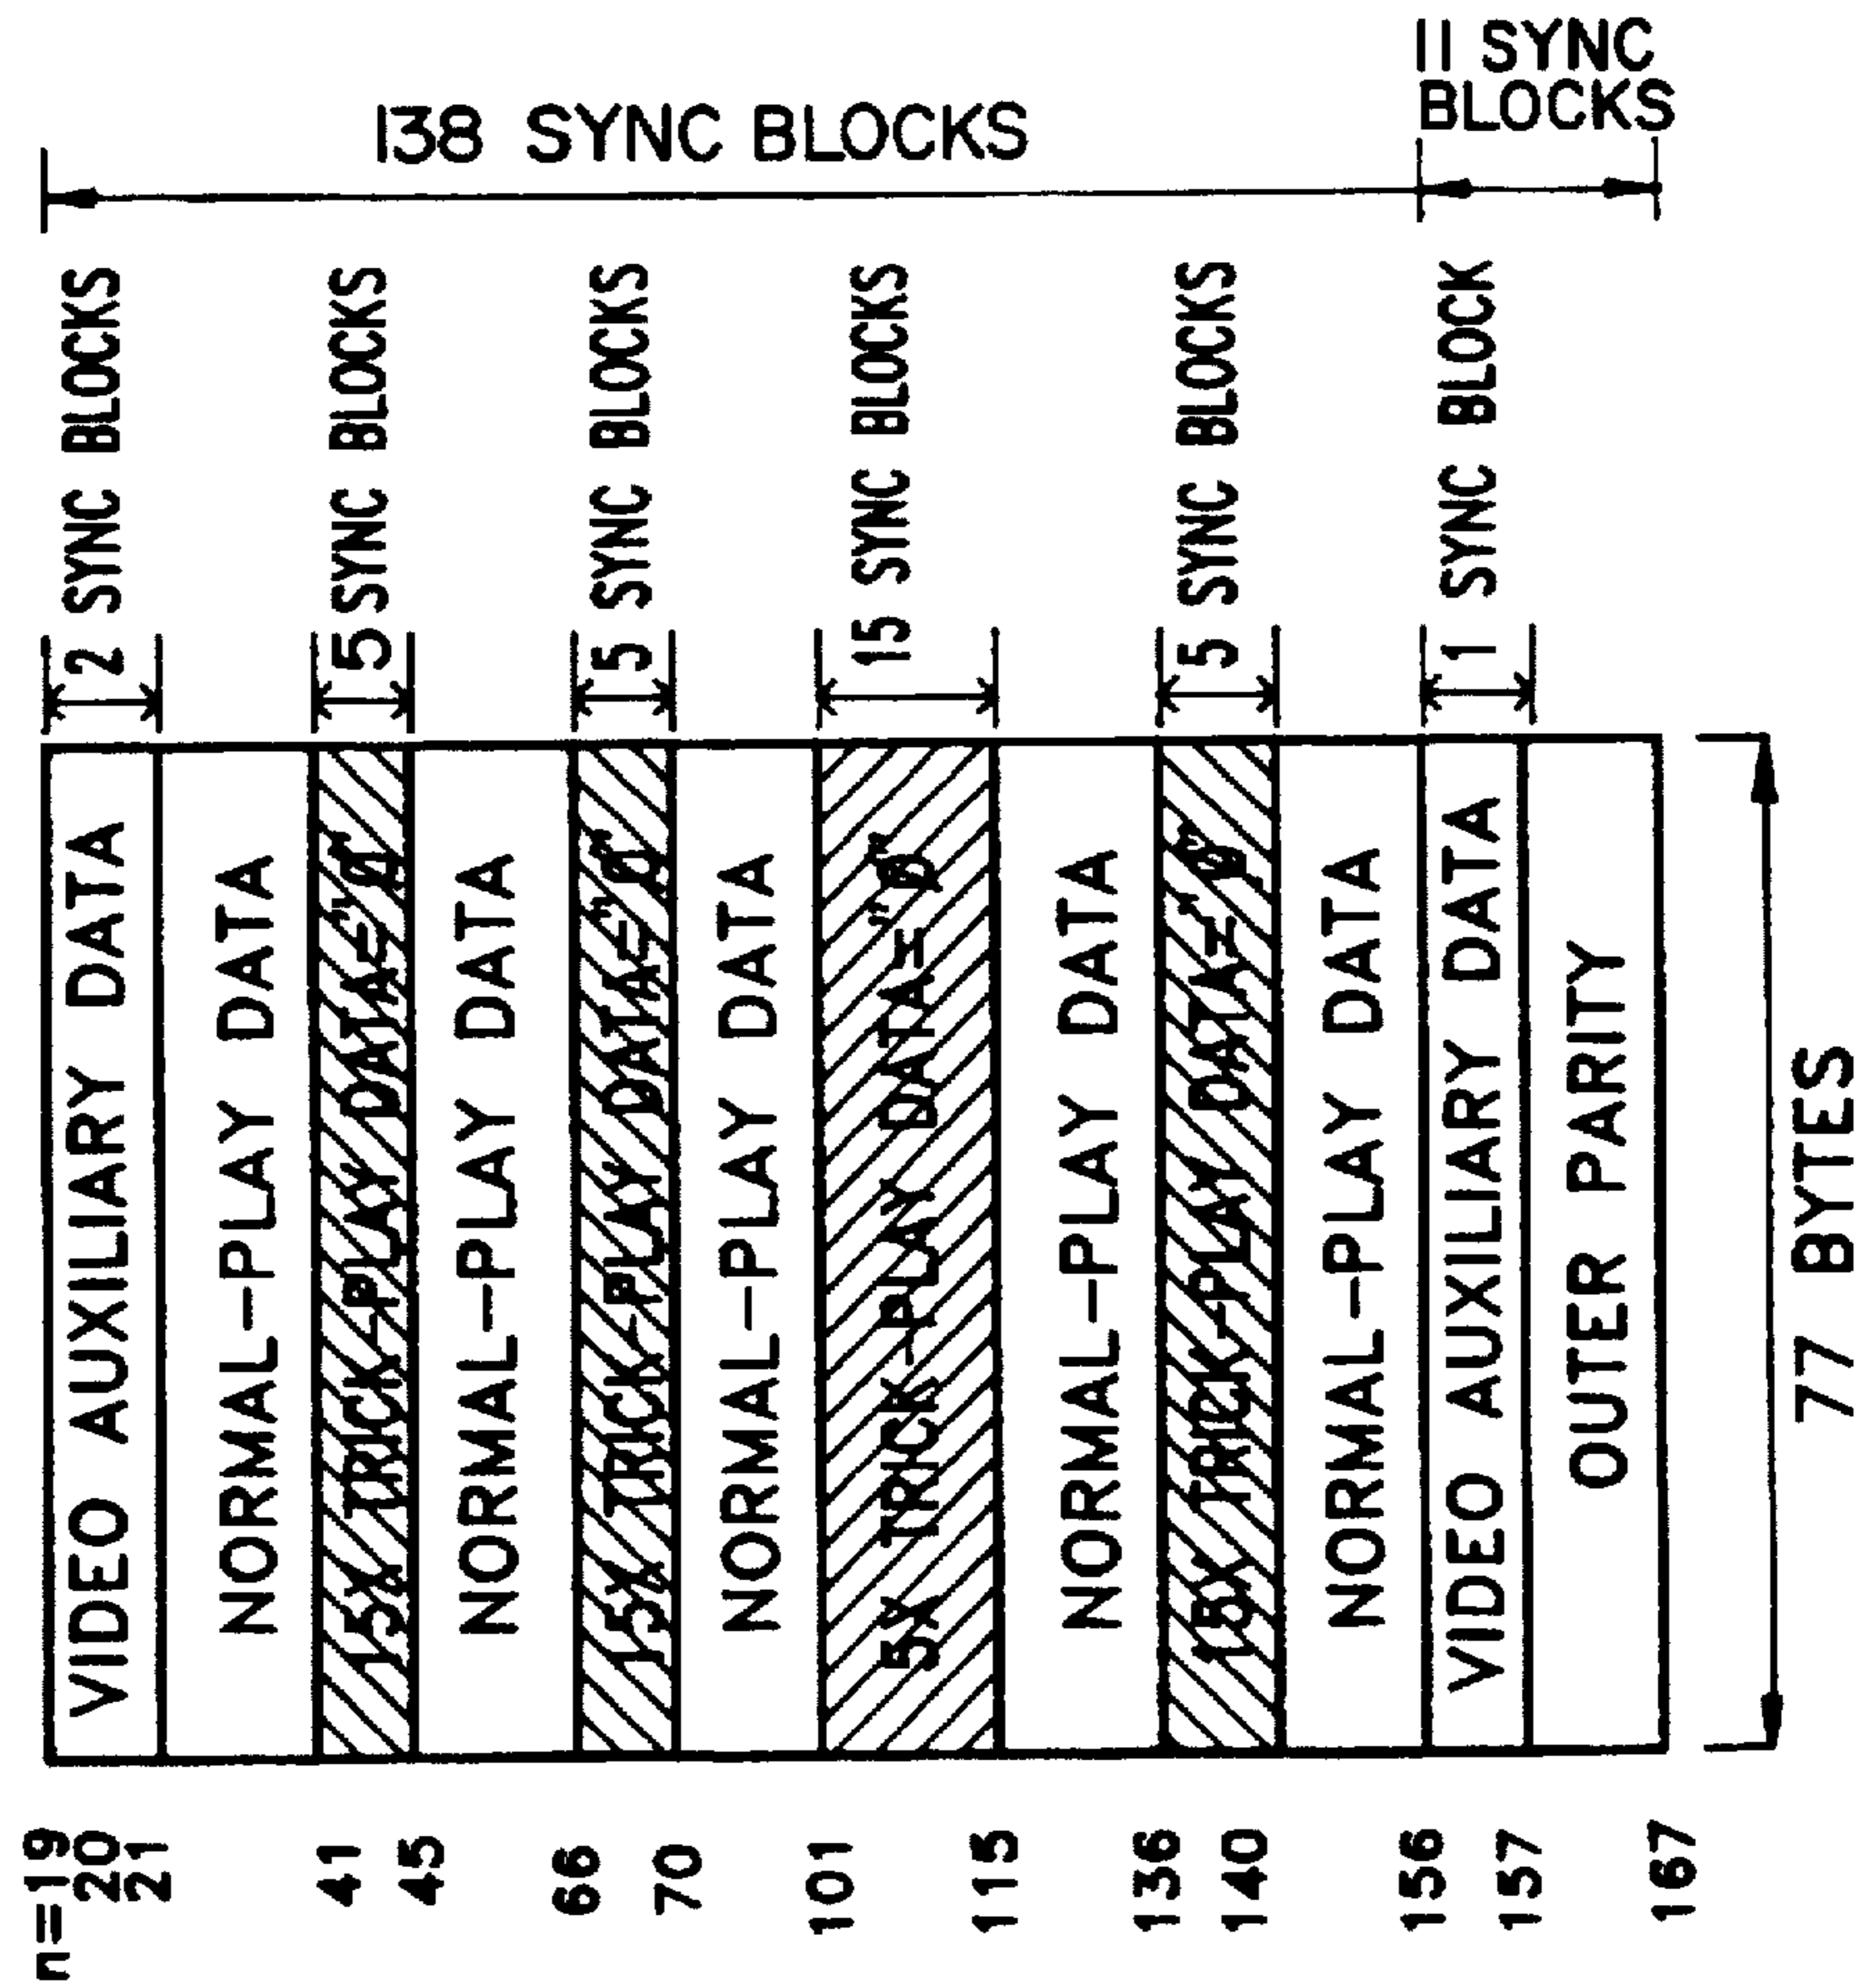 138 SYNC BLOCKS
11 SYNC
BLOCKS
2 SYNC BLOCKS
5 SYNC BLOCKS
5 SYNC BLOCKS
15 SYNC BLOCKS
5 SYNC BLOCKS
1 SYNC BLOCK
VIDEO AUXILIARY DATA
NORMAL-PLAY DATA
15X TRICK-PLAY DATA
NORMAL-PLAY DATA
15X TRICK-PLAY DATA
NORMAL-PLAY DATA
5X TRICK-PLAY DATA
NORMAL-PLAY DATA
TRICK-PLAY DATA
NORMAL-PLAY DATA
VIDEO AUXILIARY DATA
OUTER PARITY
77 BYTES
n=19
20
21
41
45
66
70
101
115
136
140
156
157
167